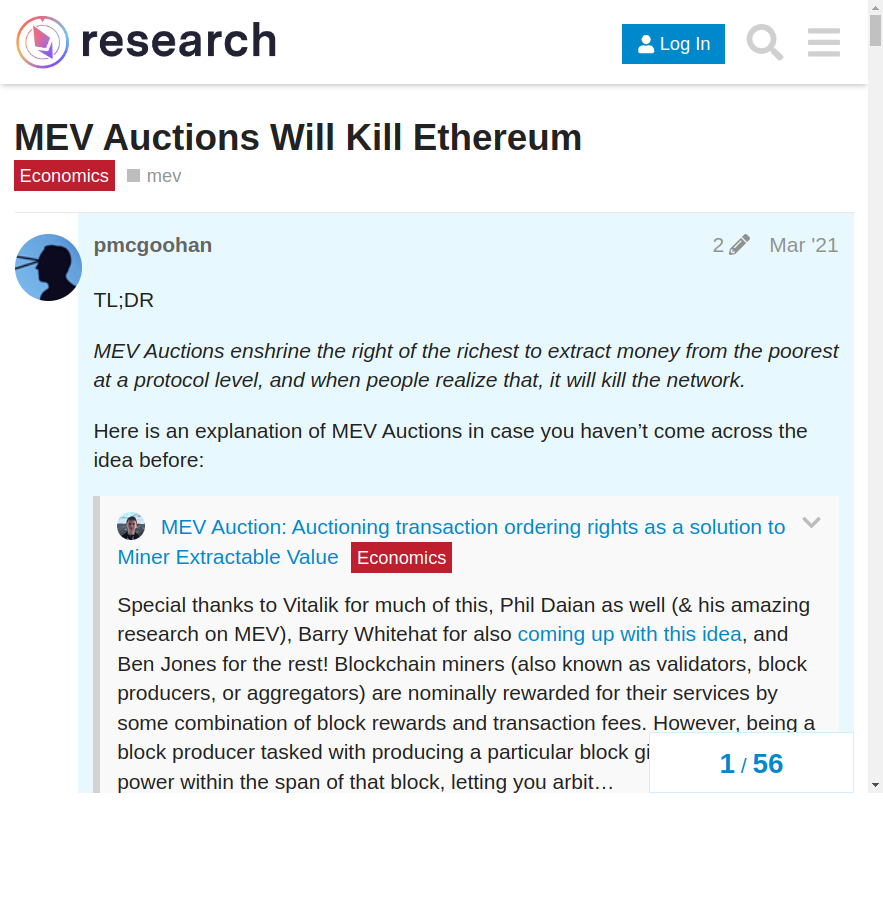 research
Log In
MEV Auctions Will Kill Ethereum
Economics mev
pmcgoohan 2 Mar '21
TL;DR
MEV Auctions enshrine the right of the richest to extract money from the poorest
at a protocol level, and when people realize that, it will kill the network.
Here is an explanation of MEV Auctions in case you haven’t come across the
idea before:
MEV Auction: Auctioning transaction ordering rights as a solution to
Miner Extractable Value Economics
Special thanks to Vitalik for much of this, Phil Daian as well (& his amazing
research on MEV), Barry Whitehat for also coming up with this idea, and
Ben Jones for the rest! Blockchain miners (also known as validators, block
producers, or aggregators) are nominally rewarded for their services by
some combination of block rewards and transaction fees. However, being a
block producer tasked with producing a particular block
power within the span of that block, letting you arbit…
1 / 56